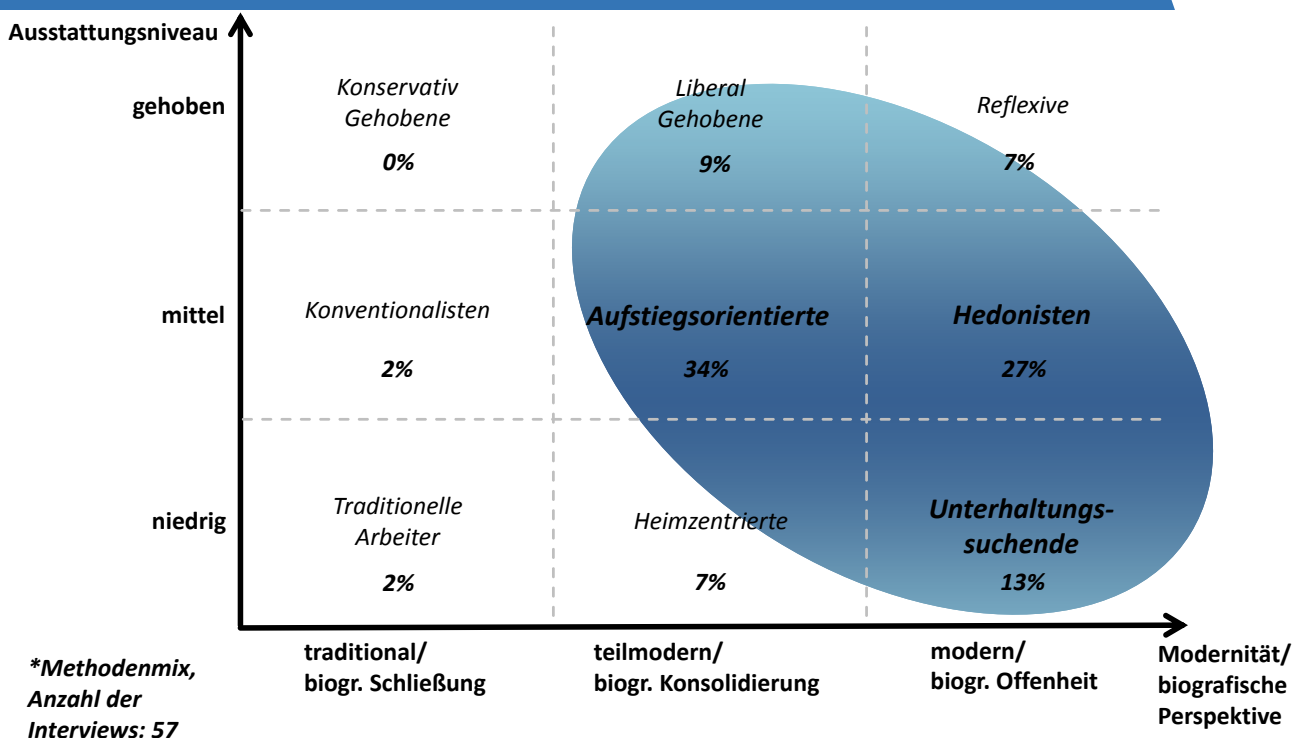 Ausstattungsniveau
gehoben
Konservativ
Gehobene
0%
Liberal
Gehobene
9%
Reflexive
7%
mittel
Konventionalisten
2%
Aufstiegsorientierte
34%
Hedonisten
27%
niedrig
Traditionelle
Arbeiter
2%
Heimzentrierte
7%
Unterhaltungs-
suchende
13%
traditional/
biogr. Schließung
teilmodern/
biogr. Konsolidierung
modern/
biogr. Offenheit
Modernität/
biografische
Perspektive
*Methodenmix,
Anzahl der
Interviews: 57